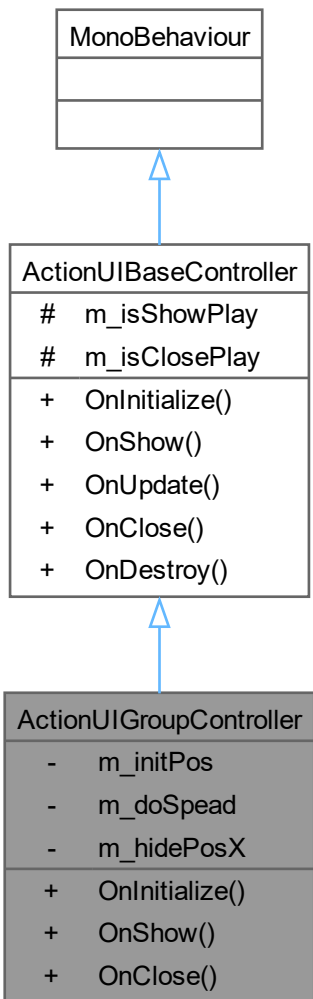 MonoBehaviour
ActionUIBaseController
# m_isShowPlay
# m_isClosePlay
+ OnInitialize()
+ OnShow()
+ OnUpdate()
+ OnClose()
+ OnDestroy()
ActionUIGroupController
- m_initPos
- m_doSpead
- m_hidePosX
+ OnInitialize()
+ OnShow()
+ OnClose()